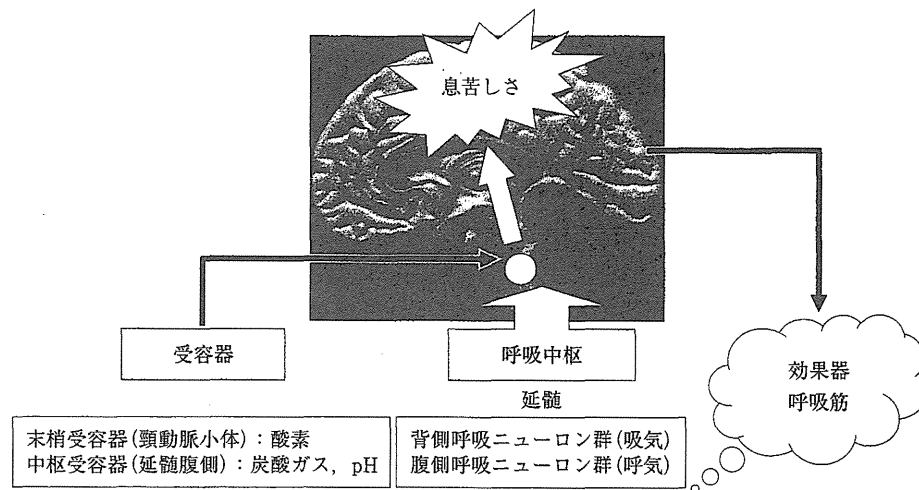 息苦しさ
受容器
呼吸中枢
延髄
効果器
呼吸筋
末梢受容器(頸動脈小体):酸素
中枢受容器(延髄腹側):炭酸ガス,pH
背側呼吸ニューロン群(吸気)
腹側呼吸ニューロン群(呼気)